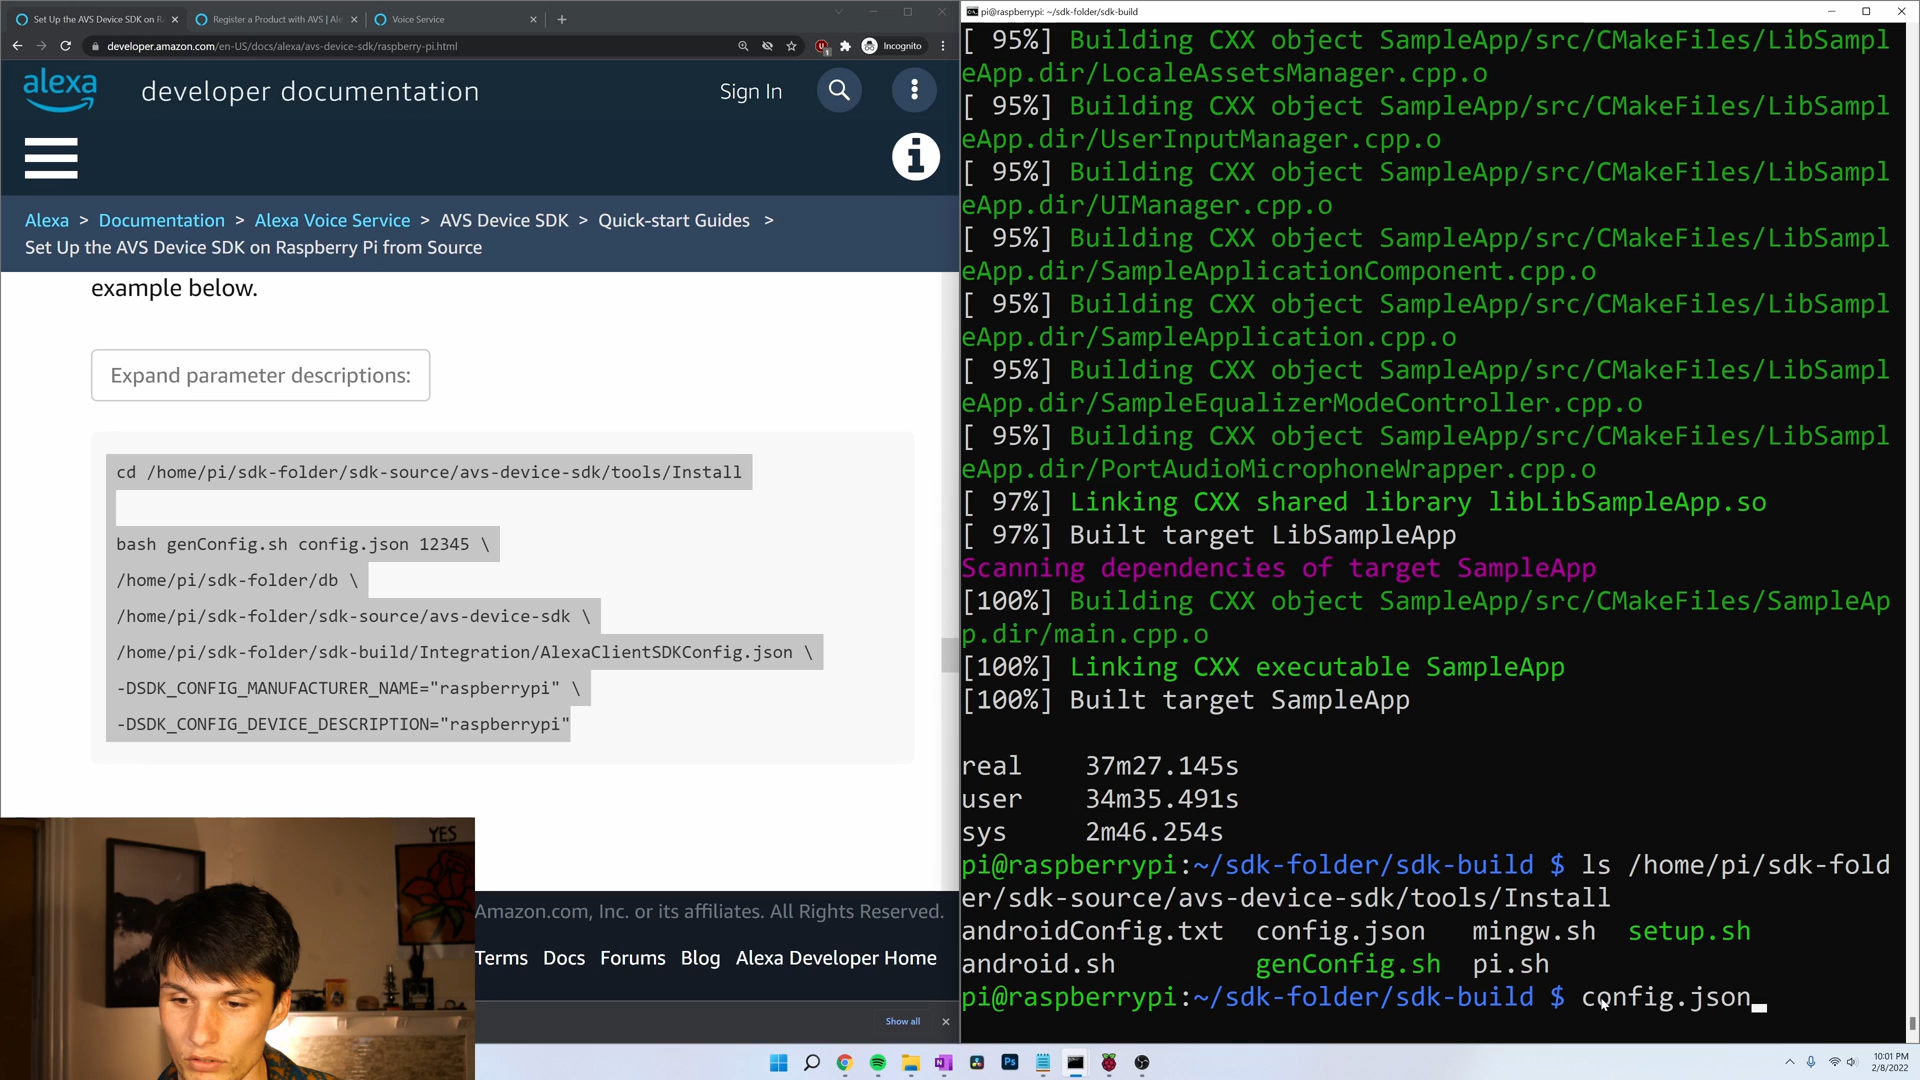 Set Up the AVS Device SDK on R
Register a Product with AVS | Ale
Voice Service
developer.amazon.com/en-US/docs/alexa/avs-device-sdk/raspberry-pi.html
1
Incognito
alexa
developer documentation
Sign In
Alexa > Documentation > Alexa Voice Service > AVS Device SDK > Quick-start Guides >
Set Up the AVS Device SDK on Raspberry Pi from Source
example below.
Expand parameter descriptions:
cd /home/pi/sdk-folder/sdk-source/avs-device-sdk/tools/Install
bash genConfig.sh config.json 12345 \
/home/pi/sdk-folder/db \
/home/pi/sdk-folder/sdk-source/avs-device-sdk \
/home/pi/sdk-folder/sdk-build/Integration/AlexaClientSDKConfig.json \
-DSDK_CONFIG_MANUFACTURER_NAME="raspberrypi" \
-DSDK_CONFIG_DEVICE_DESCRIPTION="raspberrypi"
YES
Amazon.com, Inc. or its affiliates. All Rights Reserved.
Terms Docs Forums Blog Alexa Developer Home
Show all
pi@raspberrypi: ~/sdk-folder/sdk-build
[ 95%] Building CXX object SampleApp/src/CMakeFiles/LibSampl
eApp.dir/LocaleAssetsManager.cpp.o
[ 95%] Building CXX object SampleApp/src/CMakeFiles/LibSampl
eApp.dir/UserInputManager.cpp.o
[ 95%] Building CXX object SampleApp/src/CMakeFiles/LibSampl
eApp.dir/UIManager.cpp.o
[ 95%] Building CXX object SampleApp/src/CMakeFiles/LibSampl
eApp.dir/SampleApplicationComponent.cpp.o
[ 95%] Building CXX object SampleApp/src/CMakeFiles/LibSampl
eApp.dir/SampleApplication.cpp.o
[ 95%] Building CXX object SampleApp/src/CMakeFiles/LibSampl
eApp.dir/SampleEqualizerModeController.cpp.o
[ 95%] Building CXX object SampleApp/src/CMakeFiles/LibSampl
eApp.dir/PortAudioMicrophoneWrapper.cpp.o
[ 97%] Linking CXX shared library libLibSampleApp.so
[ 97%] Built target LibSampleApp
Scanning dependencies of target SampleApp
[100%] Building CXX object SampleApp/src/CMakeFiles/SampleAp
p.dir/main.cpp.o
[100%] Linking CXX executable SampleApp
[100%] Built target SampleApp
real 37m27.145s
user 34m35.491s
sys 2m46.254s
pi@raspberrypi:~/sdk-folder/sdk-build $ ls /home/pi/sdk-fold
er/sdk-source/avs-device-sdk/tools/Install
androidConfig.txt config.json mingw.sh setup.sh
android.sh genConfig.sh pi.sh
pi@raspberrypi:~/sdk-folder/sdk-build $ config.json
Ps
10:01 PM
2/8/2022